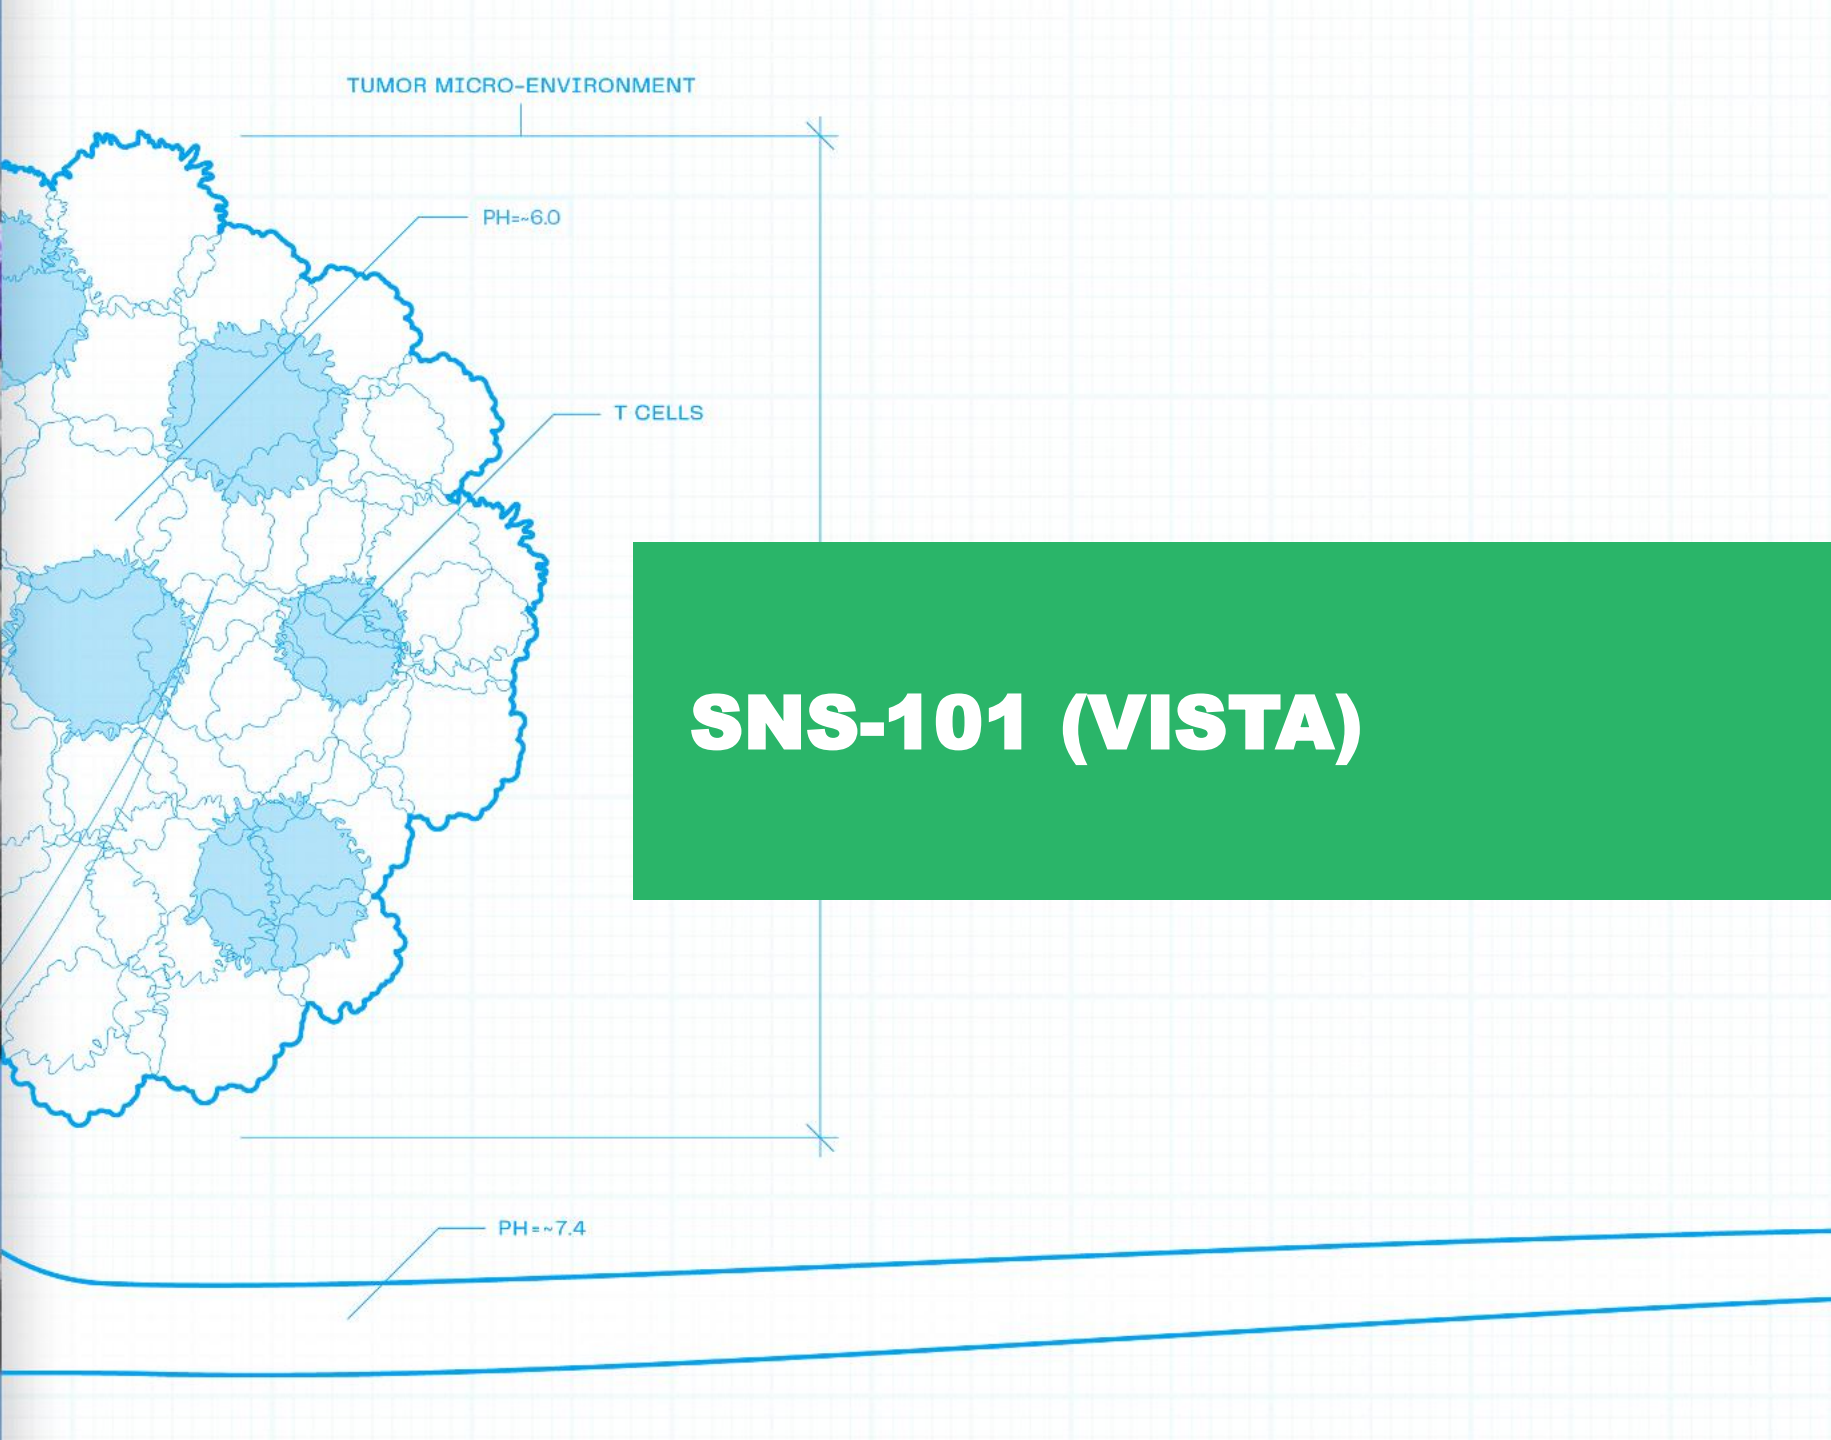 TUMOR MICRO-ENVIRONMENT
PH=~6.0
T CELLS
SNS-101 (VISTA)
PH=~7.4